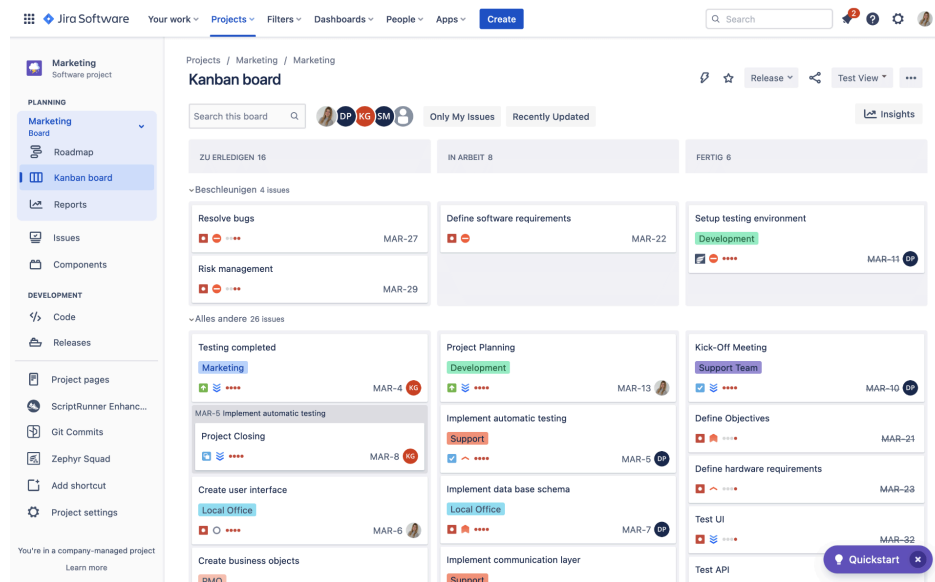 Jira Software Your work Projects Filters Dashboards People Apps Create Search 2
Marketing
Software project
PLANNING
Marketing
Board
Roadmap
Kanban board
Reports
Issues
Components
DEVELOPMENT
Code
Releases
Project pages
ScriptRunner Enhanc...
Git Commits
Zephyr Squad
Add shortcut
Project settings
You're in a company-managed project
Learn more
Projects / Marketing / Marketing
Kanban board
Release Test View
Search this board DP KG SM Only My Issues Recently Updated Insights
ZU ERLEDIGEN 16 IN ARBEIT 8 FERTIG 6
Beschleunigen 4 issues
Resolve bugs
MAR-27
Risk management
MAR-29
Define software requirements
MAR-22
Setup testing environment
Development
MAR-11 DP
Alles andere 26 issues
Testing completed
Marketing
MAR-4 KG
MAR-5 Implement automatic testing
Project Closing
MAR-8 KG
Create user interface
Local Office
MAR-6
Create business objects
PMO
Project Planning
Development
MAR-13
Implement automatic testing
Support
MAR-5 DP
Implement data base schema
Local Office
MAR-7 DP
Implement communication layer
Support
Kick-Off Meeting
Support Team
MAR-10 DP
Define Objectives
MAR-21
Define hardware requirements
MAR-23
Test UI
MAR-32
Test API
Quickstart